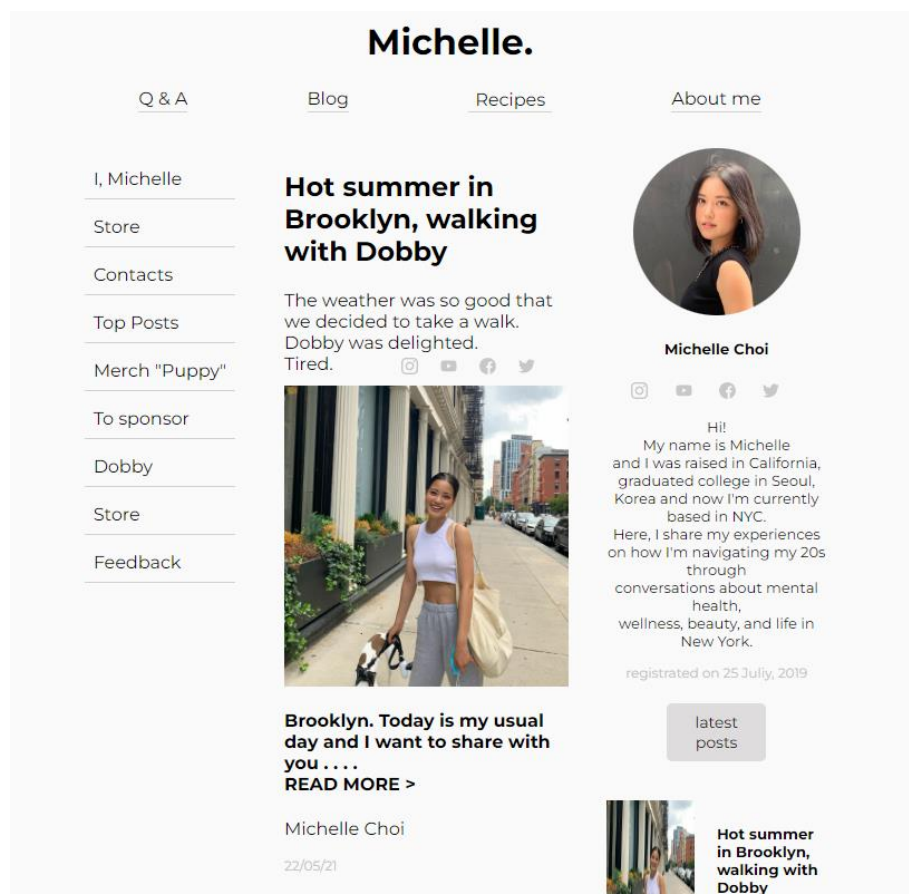 Michelle.
Q & A
Blog
Recipes
About me
I, Michelle
Store
Contacts
Top Posts
Merch "Puppy"
To sponsor
Dobby
Store
Feedback
Hot summer in
Brooklyn, walking
with Dobby
The weather was so good that
we decided to take a walk.
Dobby was delighted.
Tired.
Brooklyn. Today is my usual
day and I want to share with
you . . . .
READ MORE >
Michelle Choi
22/05/21
Michelle Choi
Hi!
My name is Michelle
and I was raised in California,
graduated college in Seoul,
Korea and now I'm currently
based in NYC.
Here, I share my experiences
on how I'm navigating my 20s
through
conversations about mental
health,
wellness, beauty, and life in
New York.
registrated on 25 Juliy, 2019
latest
posts
Hot summer
in Brooklyn,
walking with
Dobby